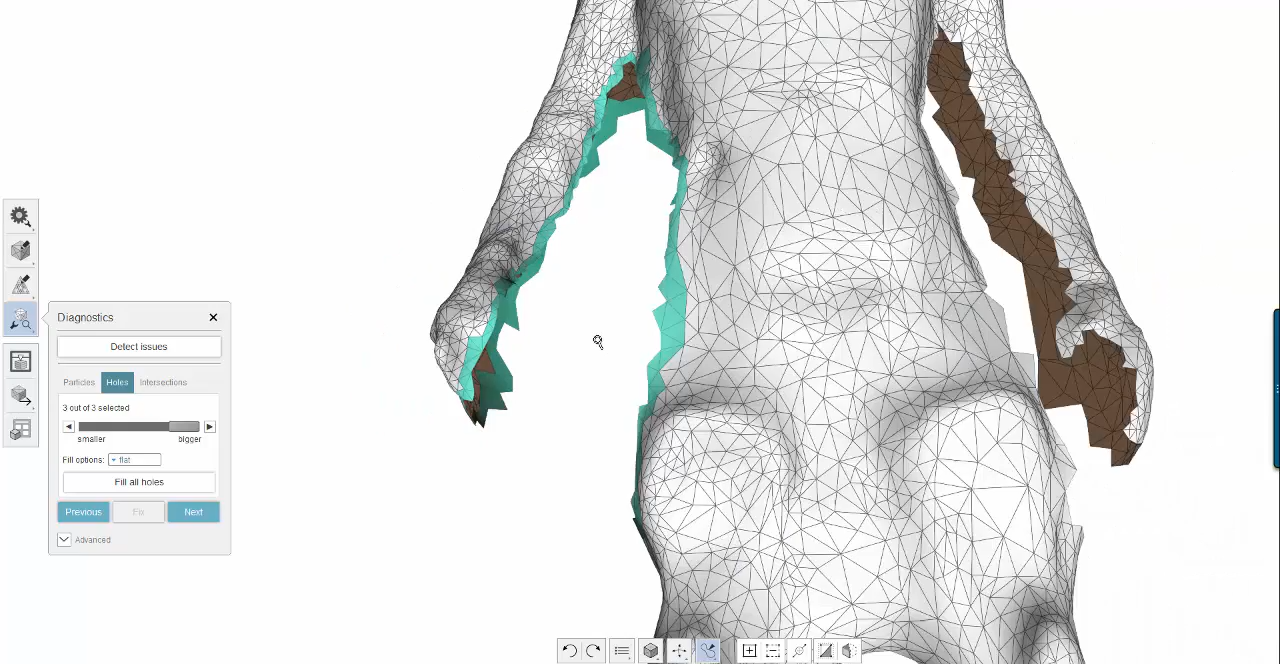 Diagnostics
Detect issues
Particles Holes Intersections
3 out of 3 selected
smaller bigger
Fill options: flat
Fill all holes
Previous Fix Next
Advanced